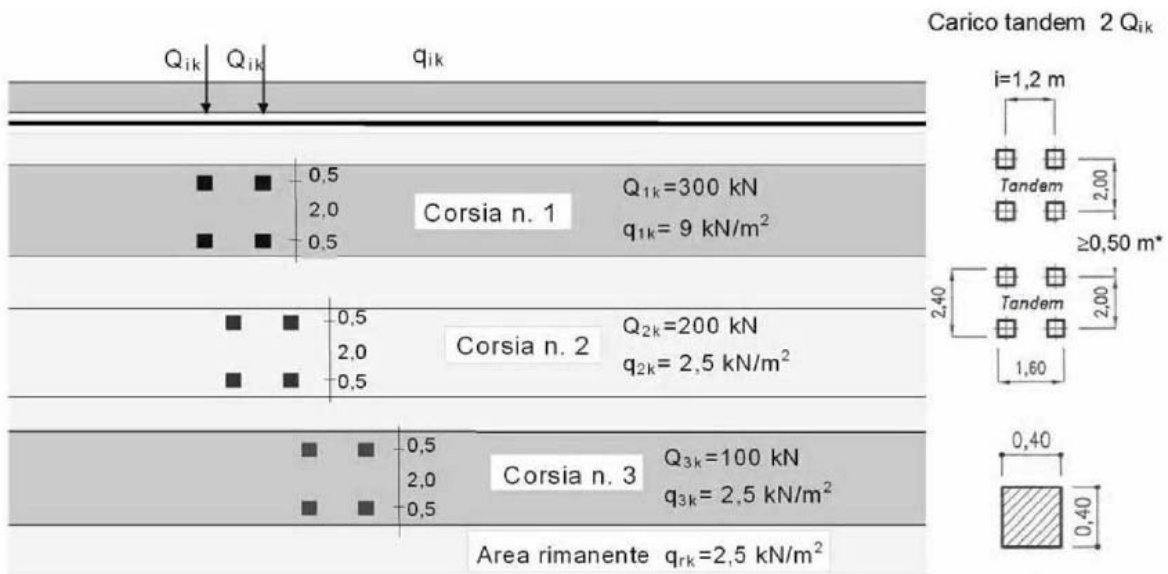 Carico tandem 2 Qik
Qik Qik qik
i=1,2 m
0,5
2,0
0,5
Corsia n. 1
Q1k=300 kN
q1k= 9 kN/m²
Tandem
2,00
≥0,50 m*
0,5
2,0
0,5
Corsia n. 2
Q2k=200 kN
q2k= 2,5 kN/m²
2,40
Tandem
2,00
1,60
0,5
2,0
0,5
Corsia n. 3
Q3k=100 kN
q3k= 2,5 kN/m²
0,40
0,40
Area rimanente qrk=2,5 kN/m²